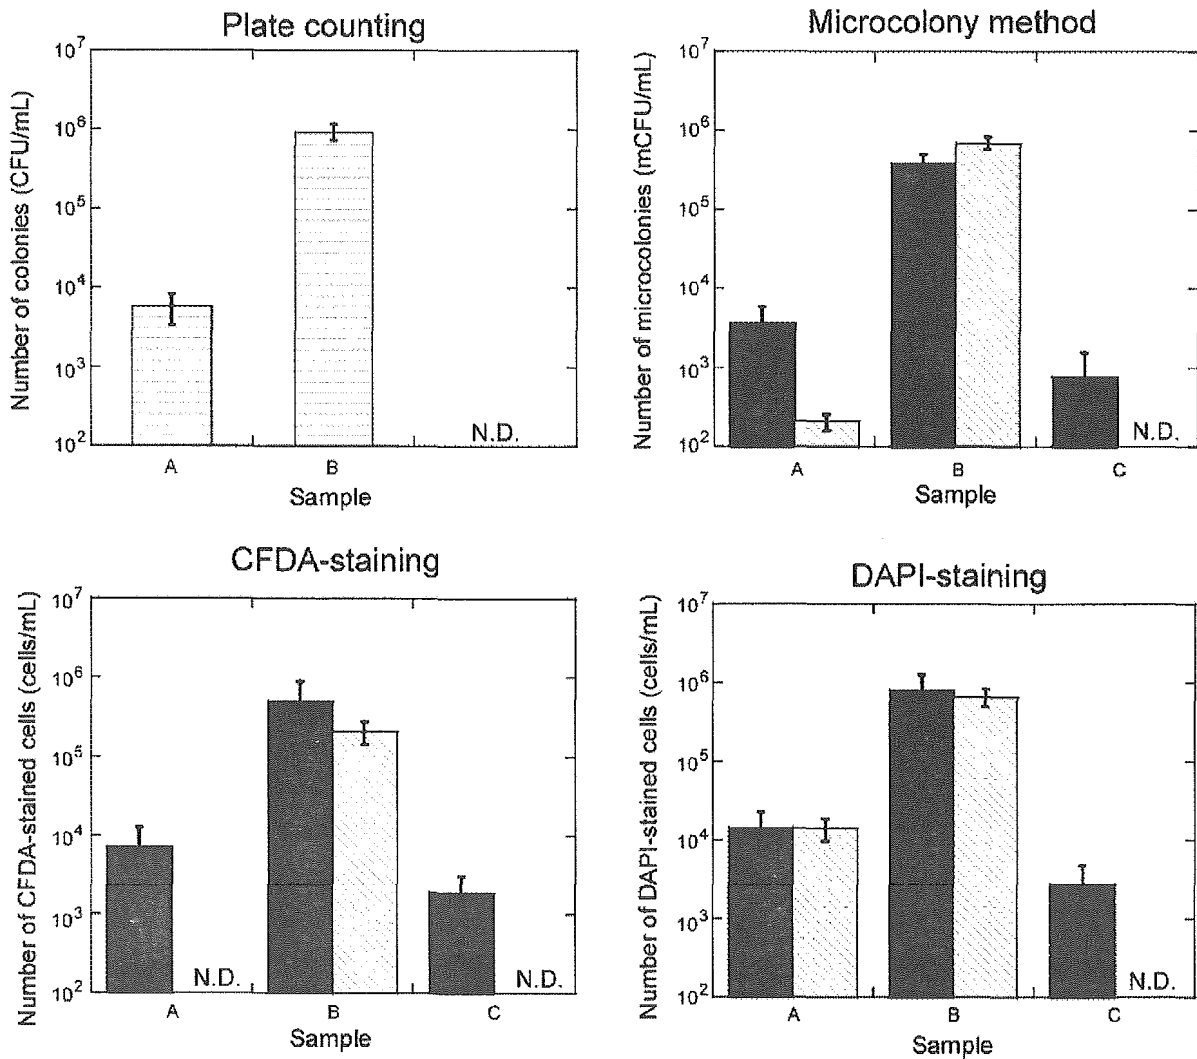 Plate counting
Number of colonies (CFU/mL)
10⁷
10⁶
10⁵
10⁴
10³
10²
N.D.
A B
Sample
Microcolony method
Number of microcolonies (mCFU/mL)
10⁷
10⁶
10⁵
10⁴
10³
10²
N.D.
A B C
Sample
CFDA-staining
Number of CFDA-stained cells (cells/mL)
10⁷
10⁶
10⁵
10⁴
10³
10²
N.D. N.D.
A B C
Sample
DAPI-staining
Number of DAPI-stained cells (cells/mL)
10⁷
10⁶
10⁵
10⁴
10³
10²
N.D.
A B C
Sample